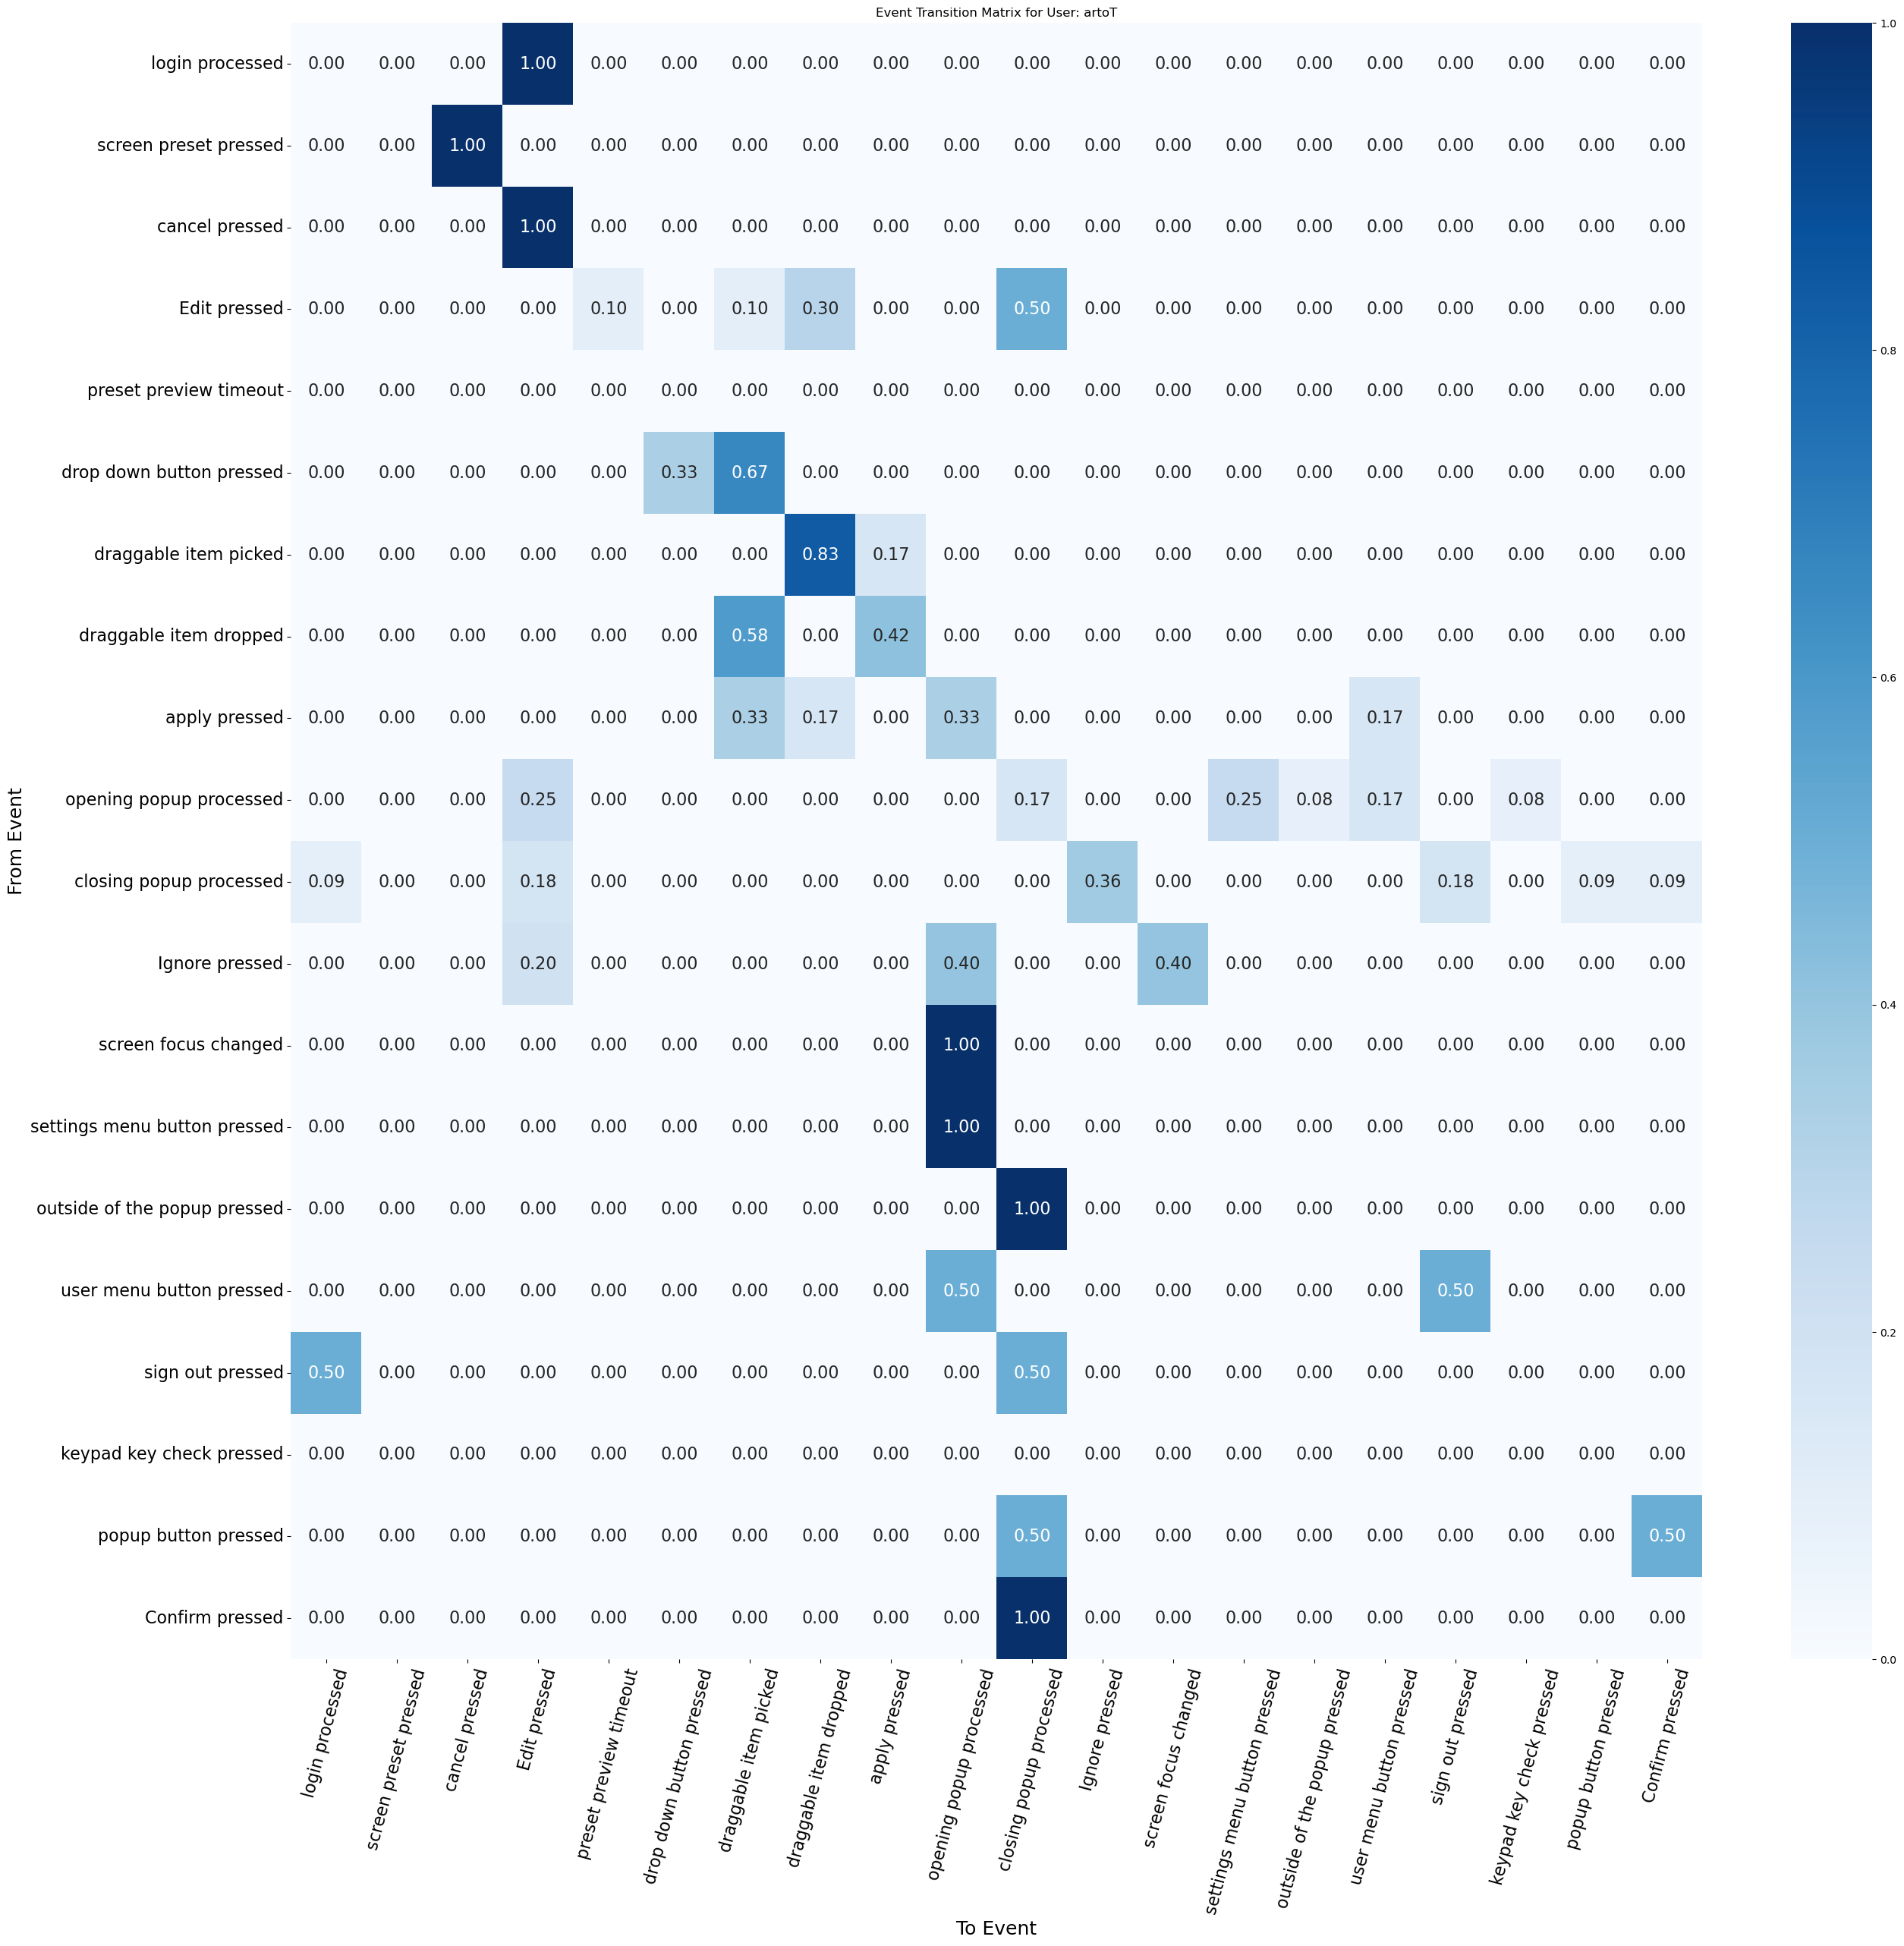 Event Transition Matrix for User: artoT
login processed 0.00 0.00 0.00 1.00 0.00 0.00 0.00 0.00 0.00 0.00 0.00 0.00 0.00 0.00 0.00 0.00 0.00 0.00 0.00 0.00
screen preset pressed 0.00 0.00 1.00 0.00 0.00 0.00 0.00 0.00 0.00 0.00 0.00 0.00 0.00 0.00 0.00 0.00 0.00 0.00 0.00 0.00
cancel pressed 0.00 0.00 0.00 1.00 0.00 0.00 0.00 0.00 0.00 0.00 0.00 0.00 0.00 0.00 0.00 0.00 0.00 0.00 0.00 0.00
Edit pressed 0.00 0.00 0.00 0.00 0.10 0.00 0.10 0.30 0.00 0.00 0.50 0.00 0.00 0.00 0.00 0.00 0.00 0.00 0.00 0.00
preset preview timeout 0.00 0.00 0.00 0.00 0.00 0.00 0.00 0.00 0.00 0.00 0.00 0.00 0.00 0.00 0.00 0.00 0.00 0.00 0.00 0.00
drop down button pressed 0.00 0.00 0.00 0.00 0.00 0.33 0.67 0.00 0.00 0.00 0.00 0.00 0.00 0.00 0.00 0.00 0.00 0.00 0.00 0.00
draggable item picked 0.00 0.00 0.00 0.00 0.00 0.00 0.00 0.83 0.17 0.00 0.00 0.00 0.00 0.00 0.00 0.00 0.00 0.00 0.00 0.00
draggable item dropped 0.00 0.00 0.00 0.00 0.00 0.00 0.58 0.00 0.42 0.00 0.00 0.00 0.00 0.00 0.00 0.00 0.00 0.00 0.00 0.00
apply pressed 0.00 0.00 0.00 0.00 0.00 0.00 0.33 0.17 0.00 0.33 0.00 0.00 0.00 0.00 0.00 0.17 0.00 0.00 0.00 0.00
opening popup processed 0.00 0.00 0.00 0.25 0.00 0.00 0.00 0.00 0.00 0.00 0.17 0.00 0.00 0.25 0.08 0.17 0.00 0.08 0.00 0.00
closing popup processed 0.09 0.00 0.00 0.18 0.00 0.00 0.00 0.00 0.00 0.00 0.00 0.36 0.00 0.00 0.00 0.00 0.18 0.00 0.09 0.09
Ignore pressed 0.00 0.00 0.00 0.20 0.00 0.00 0.00 0.00 0.00 0.40 0.00 0.00 0.40 0.00 0.00 0.00 0.00 0.00 0.00 0.00
screen focus changed 0.00 0.00 0.00 0.00 0.00 0.00 0.00 0.00 0.00 1.00 0.00 0.00 0.00 0.00 0.00 0.00 0.00 0.00 0.00 0.00
settings menu button pressed 0.00 0.00 0.00 0.00 0.00 0.00 0.00 0.00 0.00 1.00 0.00 0.00 0.00 0.00 0.00 0.00 0.00 0.00 0.00 0.00
outside of the popup pressed 0.00 0.00 0.00 0.00 0.00 0.00 0.00 0.00 0.00 0.00 1.00 0.00 0.00 0.00 0.00 0.00 0.00 0.00 0.00 0.00
user menu button pressed 0.00 0.00 0.00 0.00 0.00 0.00 0.00 0.00 0.00 0.50 0.00 0.00 0.00 0.00 0.00 0.00 0.50 0.00 0.00 0.00
sign out pressed 0.50 0.00 0.00 0.00 0.00 0.00 0.00 0.00 0.00 0.00 0.50 0.00 0.00 0.00 0.00 0.00 0.00 0.00 0.00 0.00
keypad key check pressed 0.00 0.00 0.00 0.00 0.00 0.00 0.00 0.00 0.00 0.00 0.00 0.00 0.00 0.00 0.00 0.00 0.00 0.00 0.00 0.00
popup button pressed 0.00 0.00 0.00 0.00 0.00 0.00 0.00 0.00 0.00 0.00 0.50 0.00 0.00 0.00 0.00 0.00 0.00 0.00 0.00 0.50
Confirm pressed 0.00 0.00 0.00 0.00 0.00 0.00 0.00 0.00 0.00 0.00 1.00 0.00 0.00 0.00 0.00 0.00 0.00 0.00 0.00 0.00
From Event
login processed
screen preset pressed
cancel pressed
Edit pressed
preset preview timeout
drop down button pressed
draggable item picked
draggable item dropped
apply pressed
opening popup processed
closing popup processed
Ignore pressed
screen focus changed
settings menu button pressed
outside of the popup pressed
user menu button pressed
sign out pressed
keypad key check pressed
popup button pressed
Confirm pressed
To Event
1.0
0.8
0.6
0.4
0.2
0.0